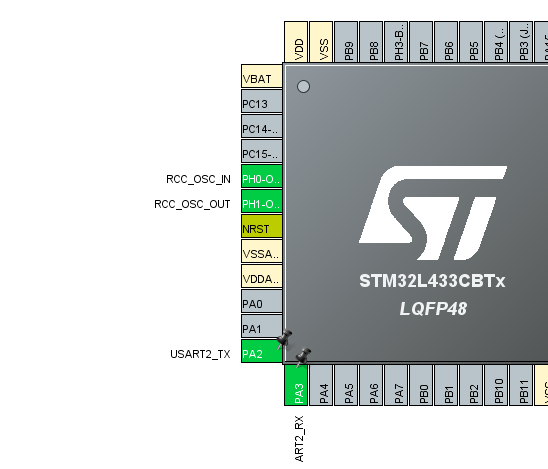 VDD
VSS
PB9
PB8
PH3-B..
PB7
PB6
PB5
PB4 (..
PB3 (J..
VBAT
PC13
PC14-..
PC15-..
RCC_OSC_IN PH0-O..
RCC_OSC_OUT PH1-O..
NRST
VSSA..
VDDA..
PA0
PA1
USART2_TX PA2
STM32L433CBTx
LQFP48
PA3
PA4
PA5
PA6
PA7
PB0
PB1
PB2
PB10
PB11
ART2_RX